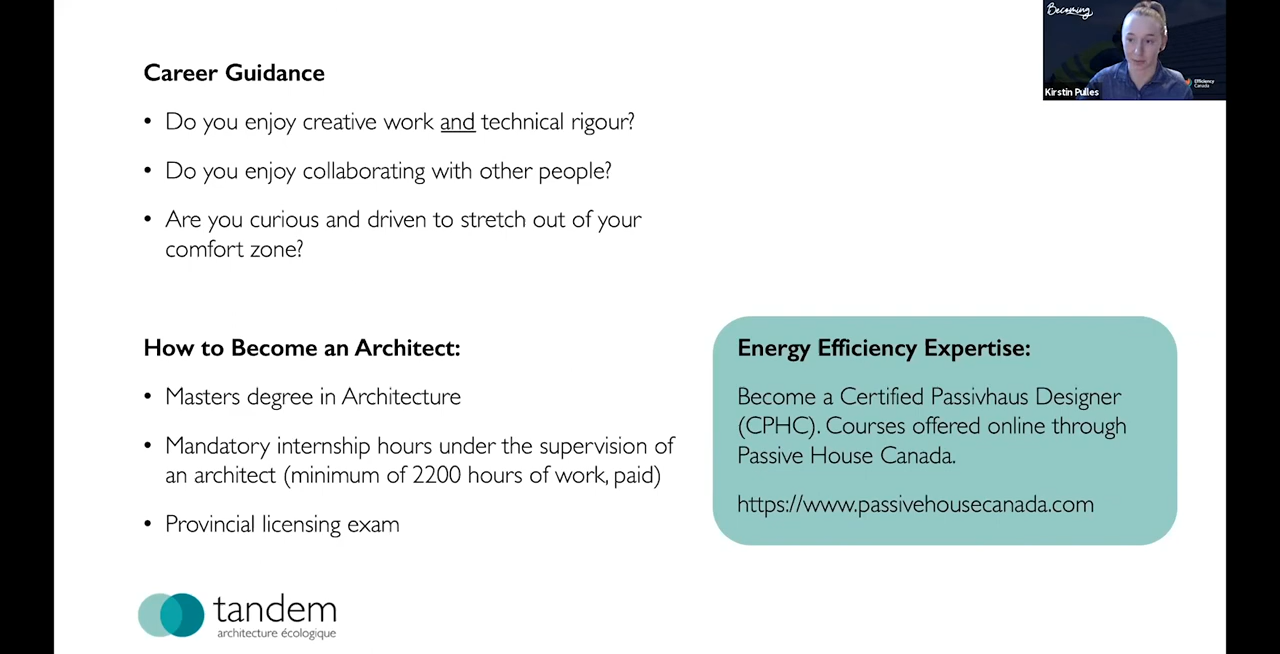 Becoming
Efficiency
Canada
Kirstin Pulles
Career Guidance
• Do you enjoy creative work and technical rigour?
• Do you enjoy collaborating with other people?
• Are you curious and driven to stretch out of your
comfort zone?
How to Become an Architect:
• Masters degree in Architecture
• Mandatory internship hours under the supervision of
an architect (minimum of 2200 hours of work, paid)
• Provincial licensing exam
Energy Efficiency Expertise:
Become a Certified Passivhaus Designer
(CPHC). Courses offered online through
Passive House Canada.
https://www.passivehousecanada.com
tandem
architecture écologique